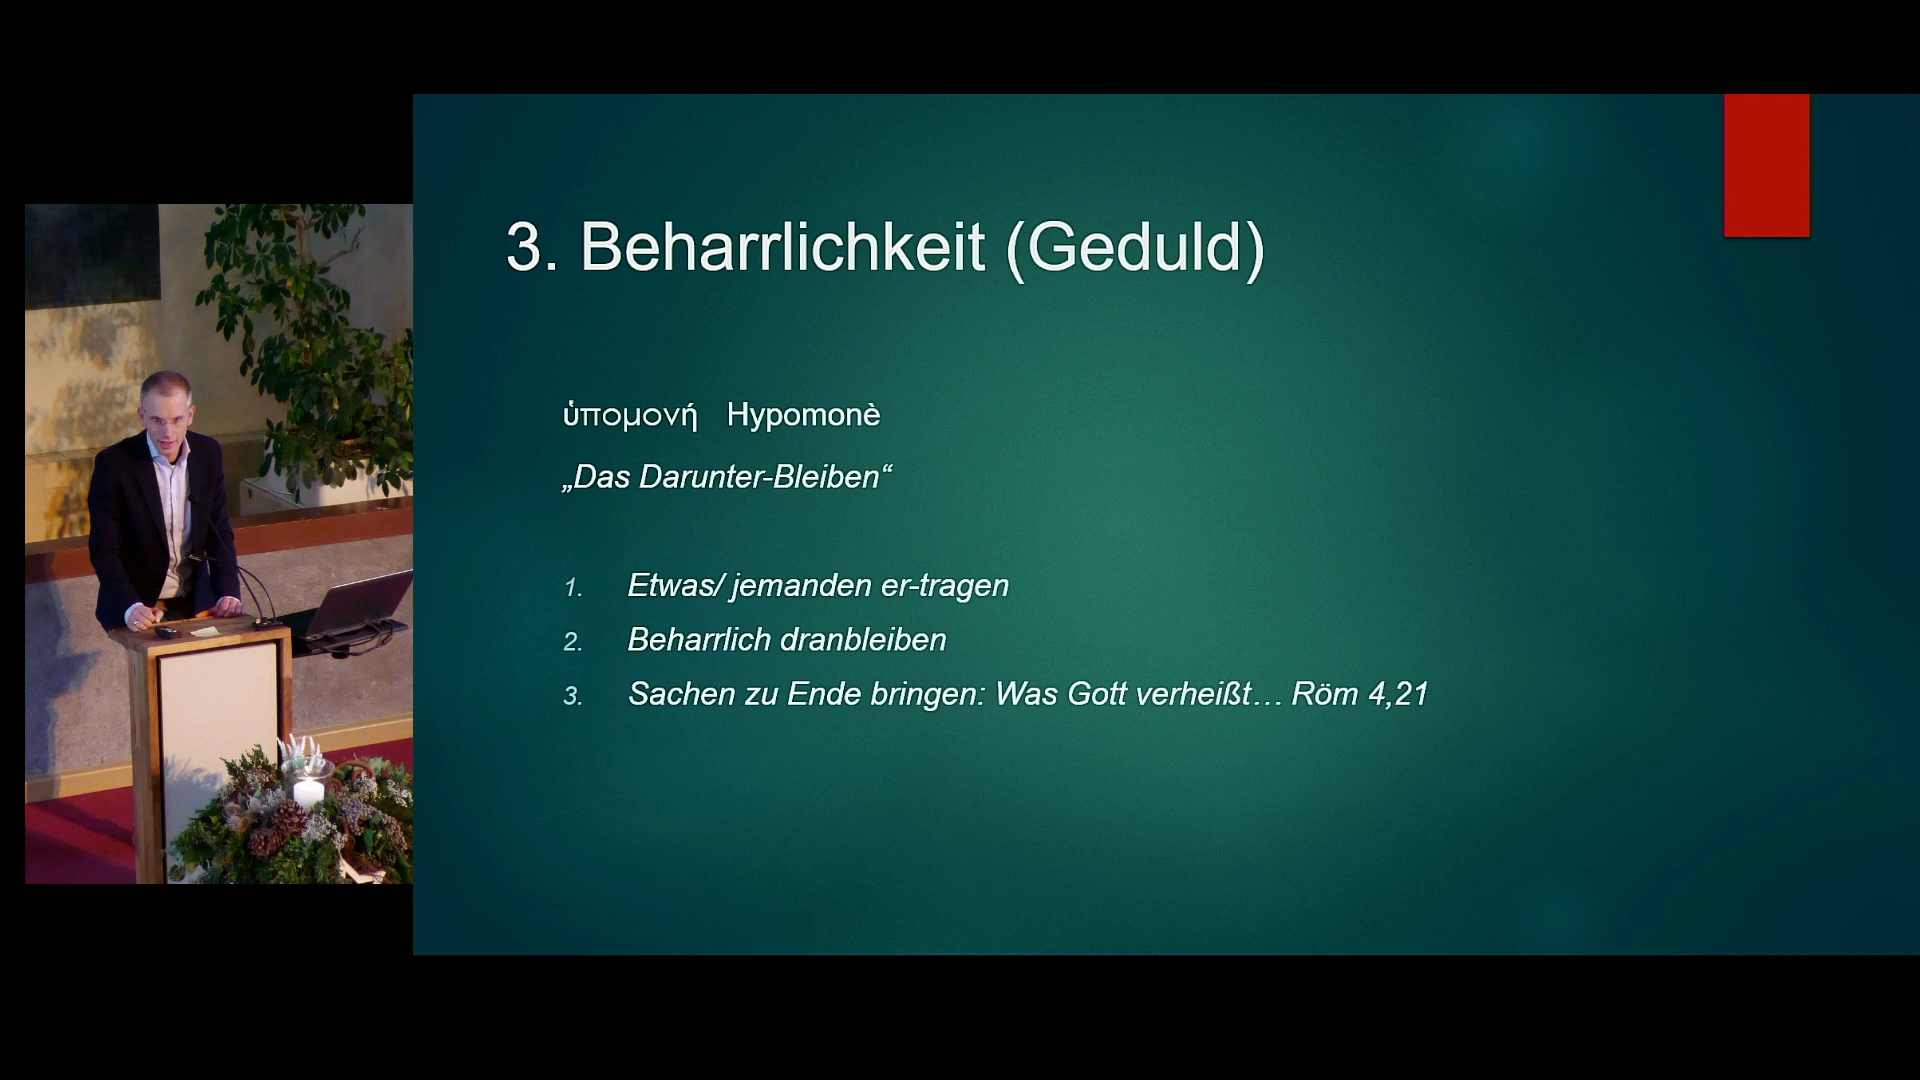 3. Beharrlichkeit (Geduld)
ὑπομονή Hypomonè
„Das Darunter-Bleiben“
1. Etwas/ jemanden er-tragen
2. Beharrlich dranbleiben
3. Sachen zu Ende bringen: Was Gott verheißt… Röm 4,21